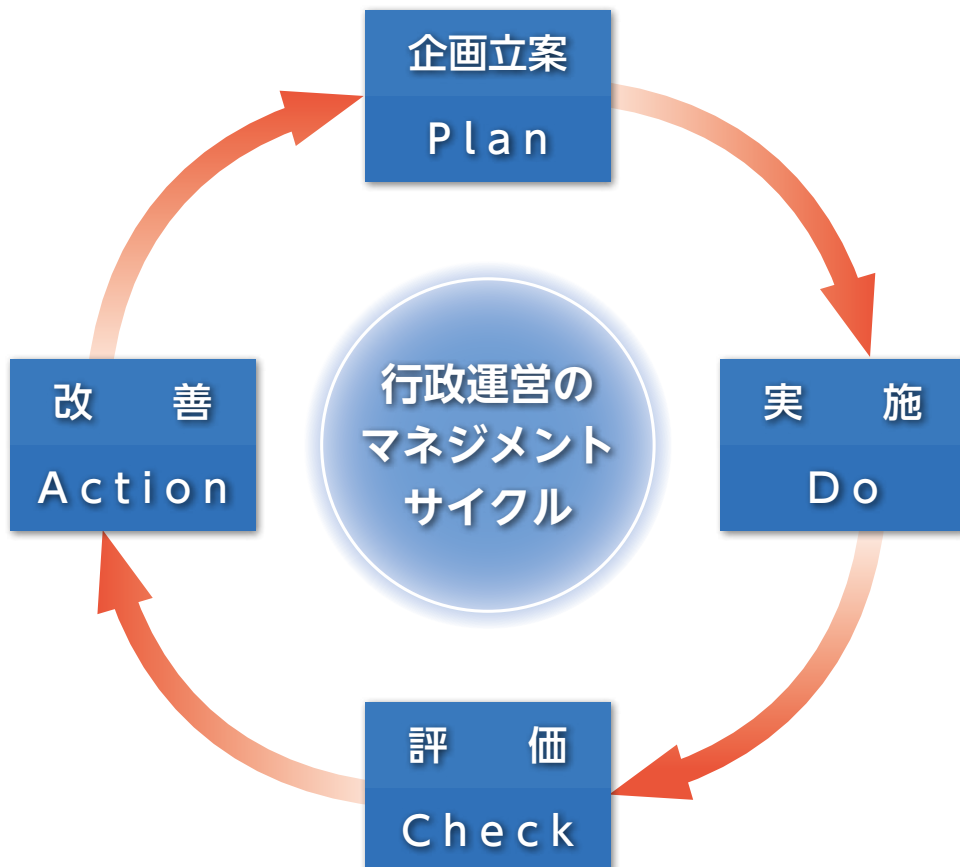 企画立案
Plan
実　施
Do
評　価
Check
改　善
Action
行政運営の
マネジメント
サイクル